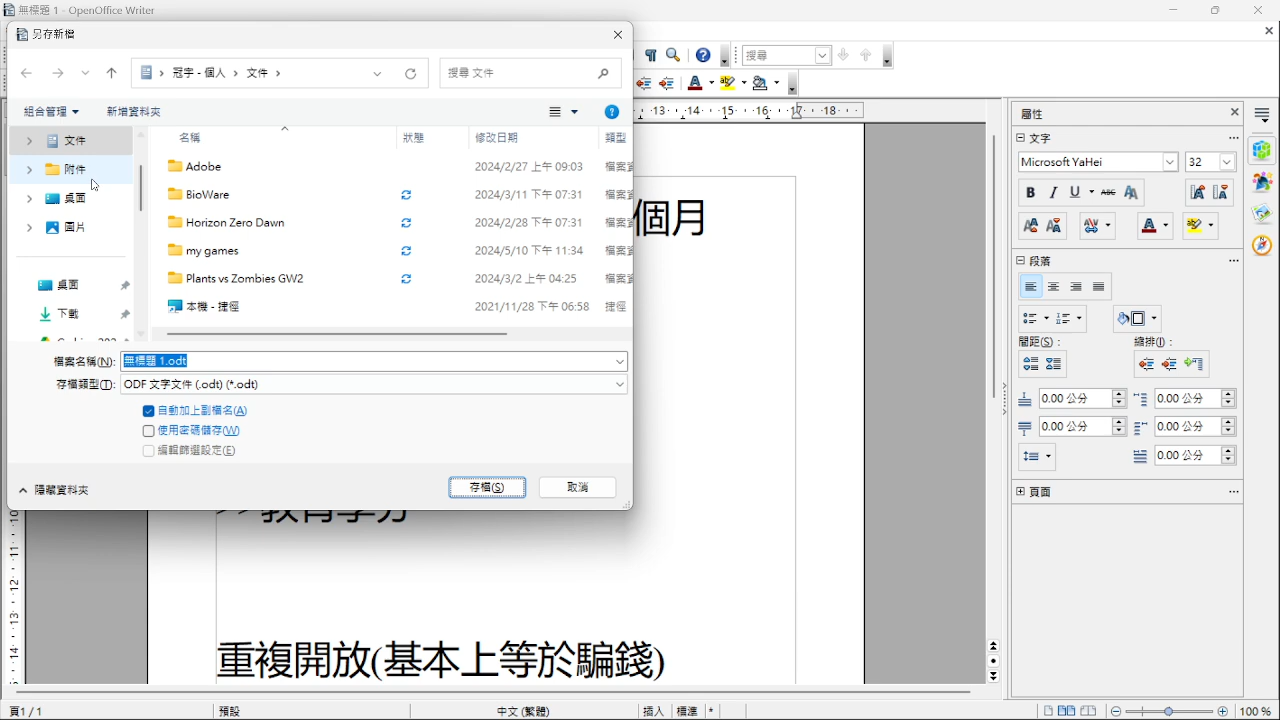 無標題 1 - OpenOffice Writer
另存新檔
冠宇 - 個人 › 文件 ›
搜尋 文件
搜尋
組合管理
新增資料夾
文件
附件
桌面
圖片
桌面
下載
名稱 狀態 修改日期 類型
Adobe 2024/2/27 上午 09:03
BioWare 2024/3/11 下午 07:31
Horizon Zero Dawn 2024/2/28 下午 07:31
my games 2024/5/10 下午 11:34
Plants vs Zombies GW2 2024/3/2 上午 04:25
本機 - 捷徑 2021/11/28 下午 06:58 捷徑
檔案名稱(N): 無標題 1.odt
存檔類型(T): ODF 文字文件 (.odt) (*.odt)
自動加上副檔名(A)
使用密碼儲存(W)
編輯篩選設定(E)
隱藏資料夾
存檔(S)
取消
·13· ·14· ·15· ·16· 17 ·18·
個月
重複開放(基本上等於騙錢)
屬性
文字
Microsoft YaHei 32
段落
間距(S): 縮排(I):
0.00 公分 0.00 公分
0.00 公分 0.00 公分
0.00 公分
頁面
頁1 / 1 預設 中文 (繁體) 插入 標準 * 100 %